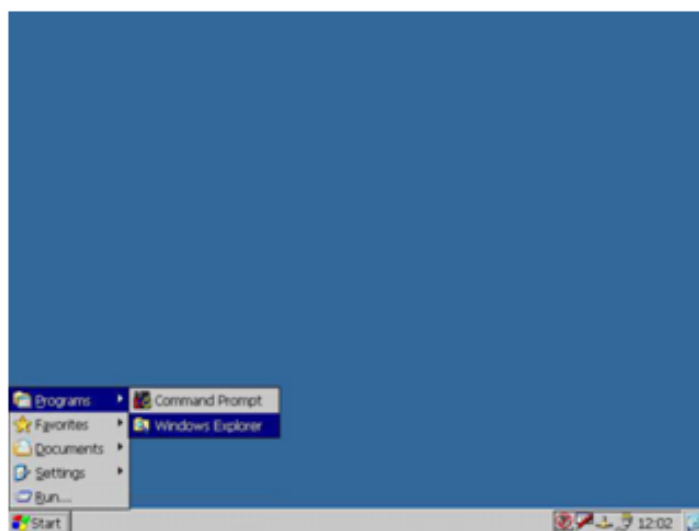 Programs
Command Prompt
Favorites
Windows Explorer
Documents
Settings
Run...
Start
12:02